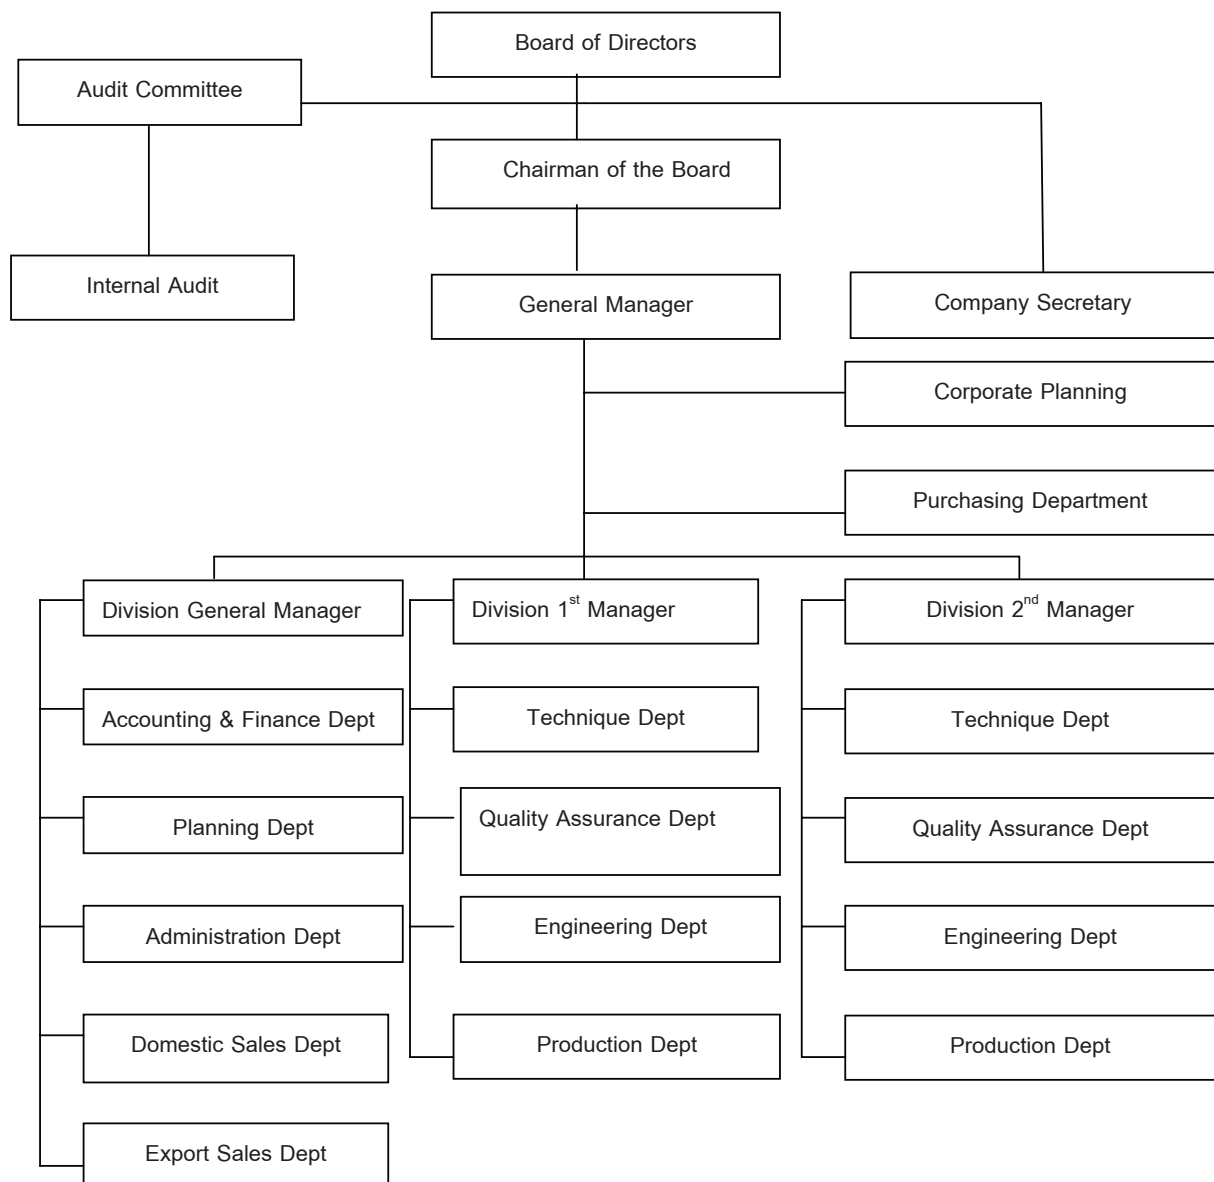 Board of Directors
Audit Committee
Chairman of the Board
Internal Audit
General Manager
Company Secretary
Corporate Planning
Purchasing Department
Division General Manager
Division 1st Manager
Division 2nd Manager
Accounting & Finance Dept
Technique Dept
Technique Dept
Planning Dept
Quality Assurance Dept
Quality Assurance Dept
Administration Dept
Engineering Dept
Engineering Dept
Domestic Sales Dept
Production Dept
Production Dept
Export Sales Dept